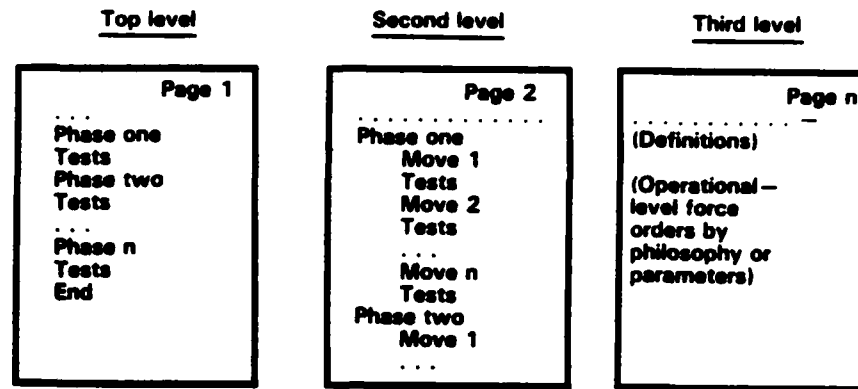 Top level
Second level
Third level
Page 1
. . .
Phase one
Tests
Phase two
Tests
. . .
Phase n
Tests
End
Page 2
. . . . . . . . . . . . .
Phase one
Move 1
Tests
Move 2
Tests
. . .
Move n
Tests
Phase two
Move 1
. . .
Page n
. . . . . . . . . . . . —
(Definitions)
(Operational—
level force
orders by
philosophy or
parameters)